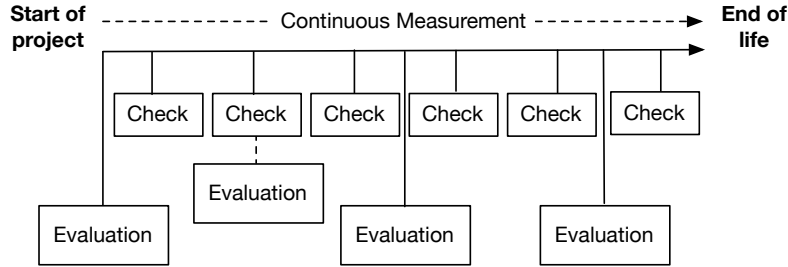 Start of
project
Continuous Measurement
End of
life
Check
Check
Check
Check
Check
Check
Evaluation
Evaluation
Evaluation
Evaluation